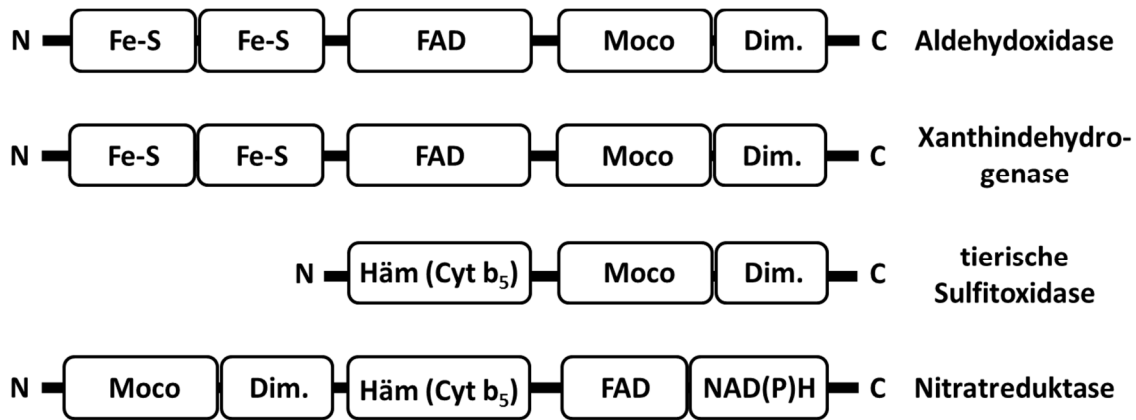 N Fe-S Fe-S FAD Moco Dim. C Aldehydoxidase
N Fe-S Fe-S FAD Moco Dim. C Xanthindehydro-
genase
N Häm (Cyt b₅) Moco Dim. C tierische
Sulfitoxidase
N Moco Dim. Häm (Cyt b₅) FAD NAD(P)H C Nitratreduktase